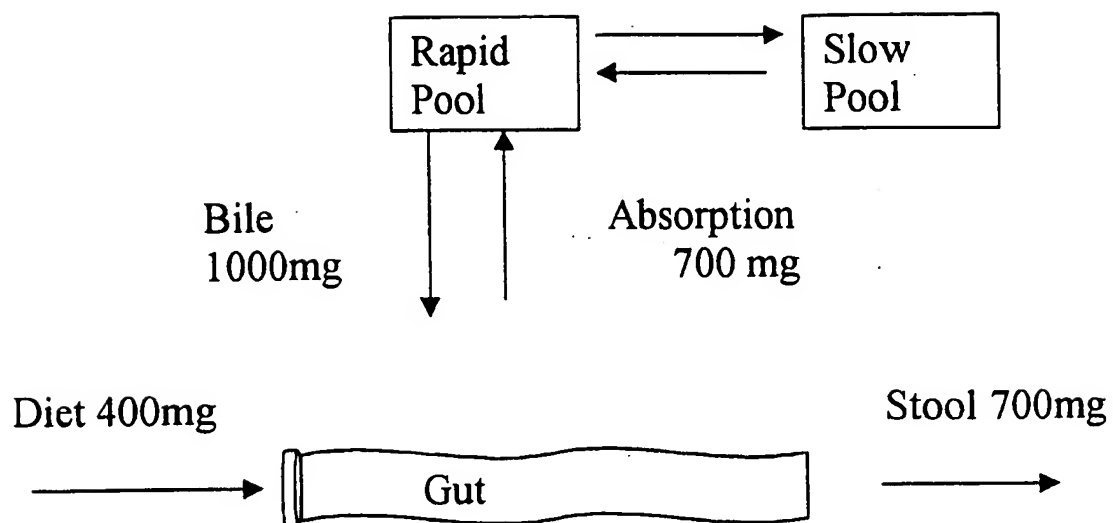 Rapid
Pool
Slow
Pool
Bile
1000mg
Absorption
700 mg
Diet 400mg
Stool 700mg
Gut